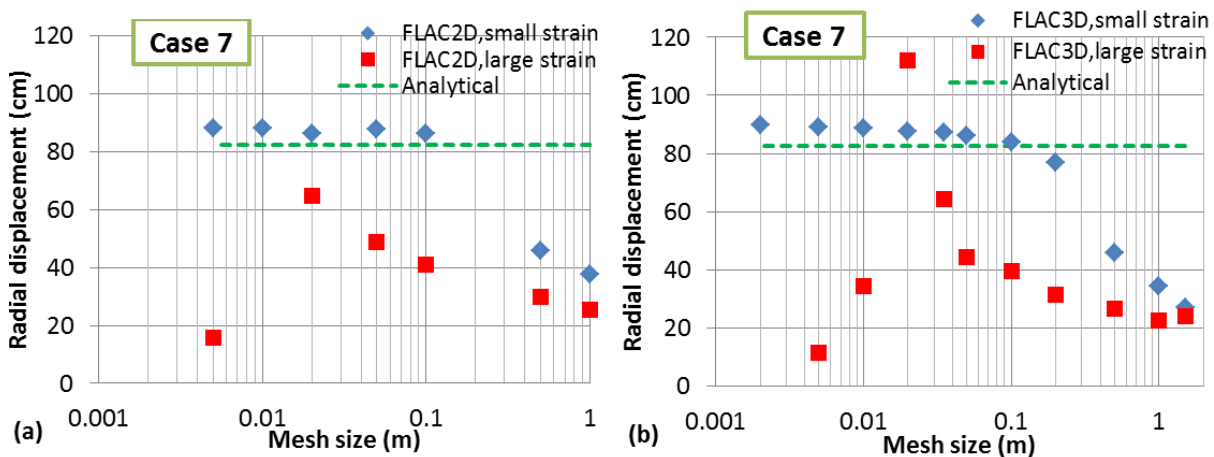 Case 7
FLAC2D,small strain
FLAC2D,large strain
Analytical
Radial displacement (cm)
120
100
80
60
40
20
0
0.001
0.01
0.1
1
Mesh size (m)
(a)
Case 7
FLAC3D,small strain
FLAC3D,large strain
Analytical
Radial displacement (cm)
120
100
80
60
40
20
0
0.001
0.01
0.1
1
Mesh size (m)
(b)